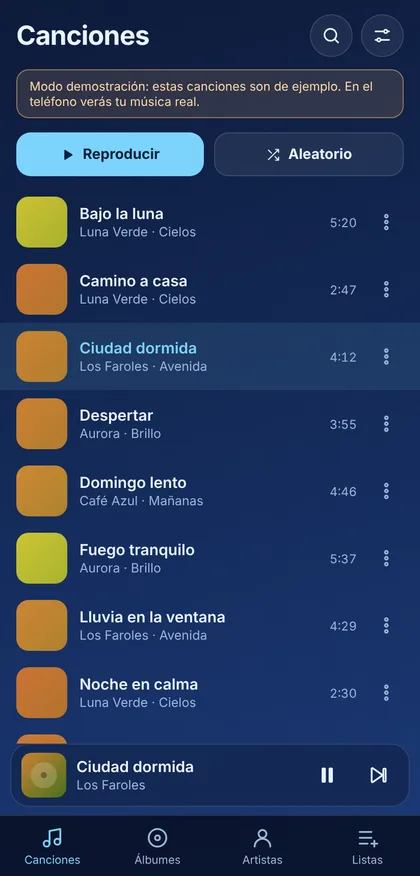 Canciones
Modo demostración: estas canciones son de ejemplo. En el
teléfono verás tu música real.
Reproducir
Aleatorio
Bajo la luna
Luna Verde · Cielos
5:20
Camino a casa
Luna Verde · Cielos
2:47
Ciudad dormida
Los Faroles · Avenida
4:12
Despertar
Aurora · Brillo
3:55
Domingo lento
Café Azul · Mañanas
4:46
Fuego tranquilo
Aurora · Brillo
5:37
Lluvia en la ventana
Los Faroles · Avenida
4:29
Noche en calma
Luna Verde · Cielos
2:30
Ciudad dormida
Los Faroles
Canciones
Álbumes
Artistas
Listas